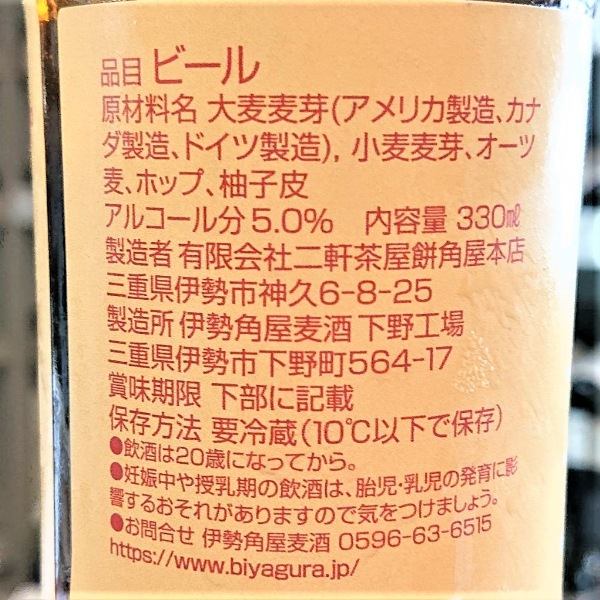 品目 ビール
原材料名 大麦麦芽(アメリカ製造、カナ
ダ製造、ドイツ製造), 小麦麦芽、オーツ
麦、ホップ、柚子皮
アルコール分5.0% 内容量 330㎖
製造者 有限会社二軒茶屋餅角屋本店
三重県伊勢市神久6-8-25
製造所 伊勢角屋麦酒 下野工場
三重県伊勢市下野町564-17
賞味期限 下部に記載
保存方法 要冷蔵(10℃以下で保存)
●飲酒は20歳になってから。
●妊娠中や授乳期の飲酒は、胎児・乳児の発育に影
響するおそれがありますので気をつけましょう。
●お問合せ 伊勢角屋麦酒 0596-63-6515
https://www.biyagura.jp/